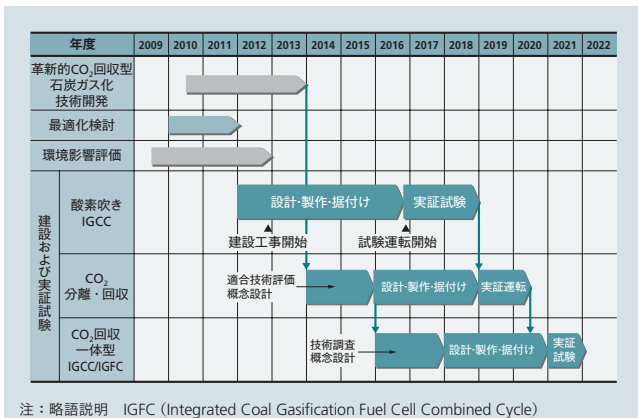 年度 2009 2010 2011 2012 2013 2014 2015 2016 2017 2018 2019 2020 2021 2022
革新的CO₂回収型
石炭ガス化
技術開発
最適化検討
環境影響評価
建設および実証試験
酸素吹き
IGCC
設計・製作・据付け 実証試験
建設工事開始 試験運転開始
CO₂
分離・回収
適合技術評価
概念設計
設計・製作・据付け 実証運転
CO₂回収
一体型
IGCC/IGFC
技術調査
概念設計
設計・製作・据付け
実証
試験
注：略語説明 IGFC（Integrated Coal Gasification Fuel Cell Combined Cycle）